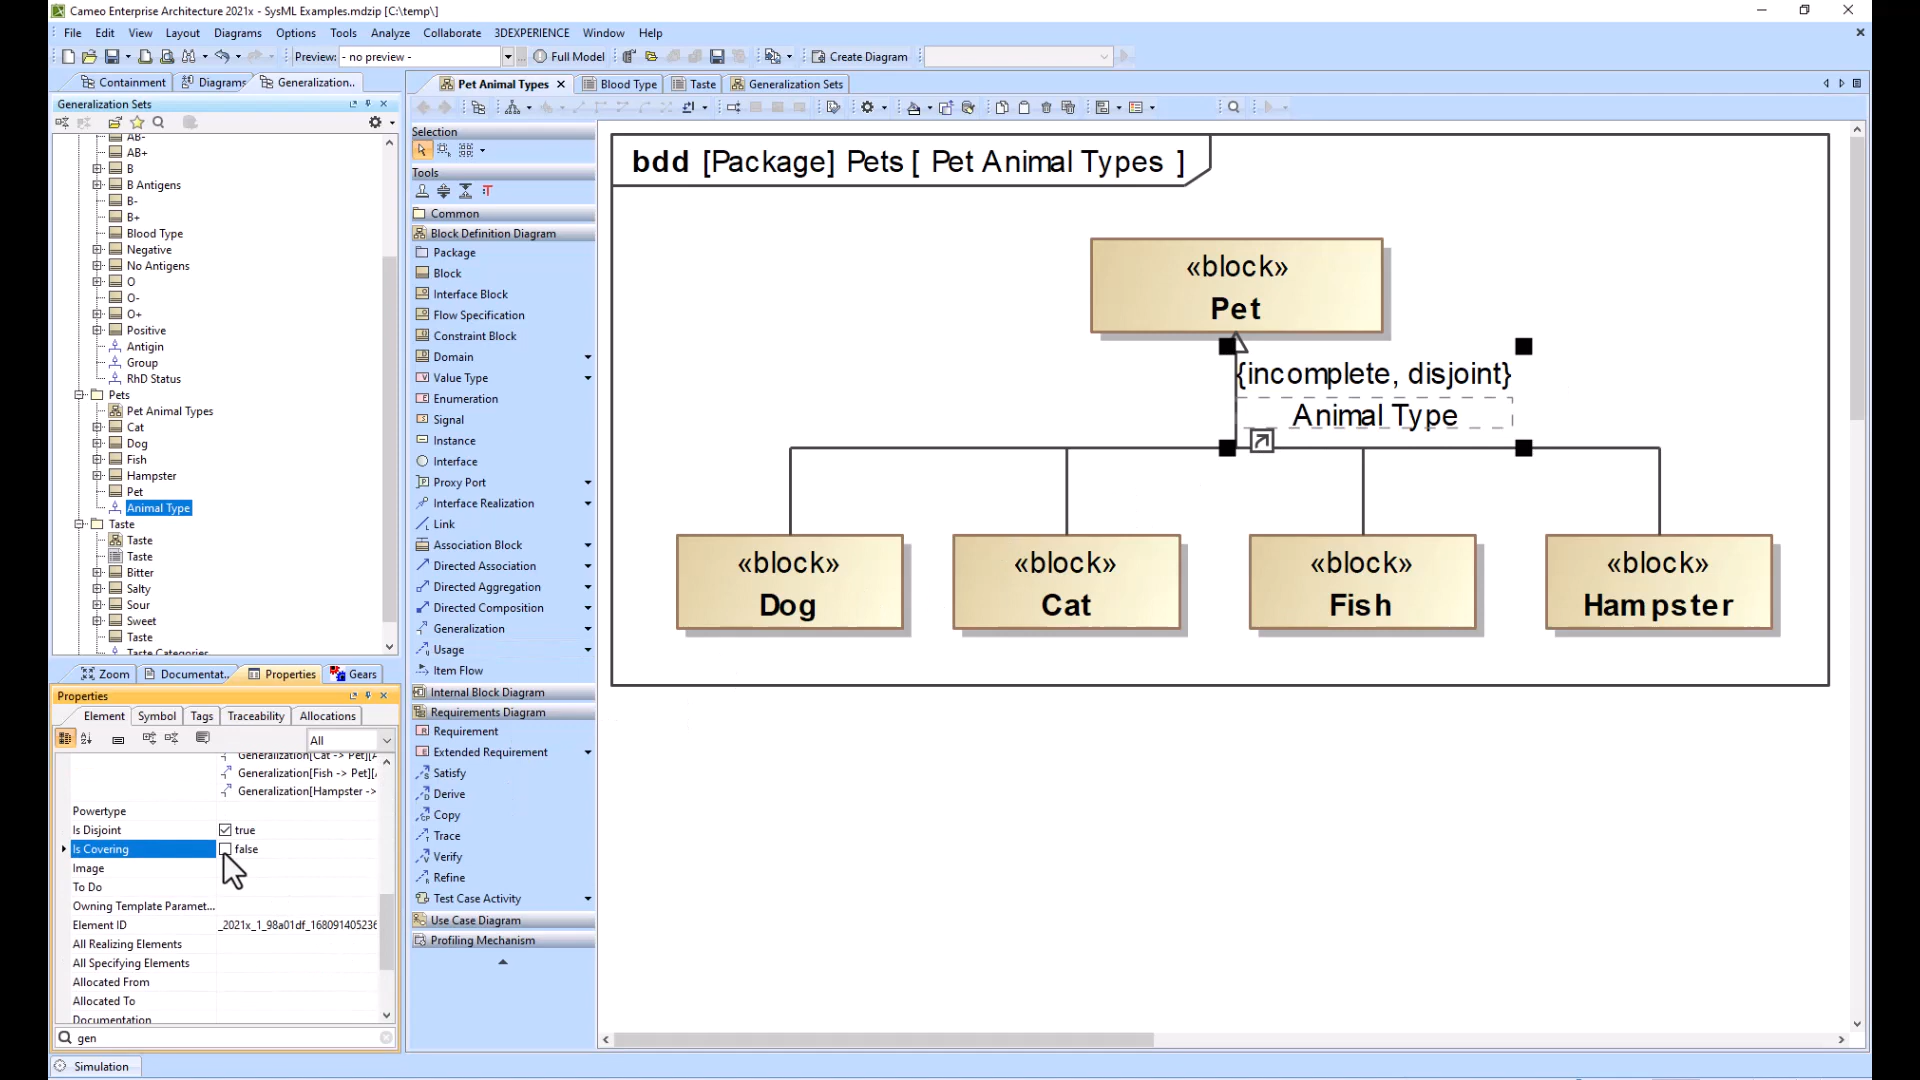 Cameo Enterprise Architecture 2021x - SysML Examples.mdzip [C:\temp\]
File Edit View Layout Diagrams Options Tools Analyze Collaborate 3DEXPERIENCE Window Help
Preview: - no preview - Full Model Create Diagram
Containment Diagrams Generalization..
Pet Animal Types Blood Type Taste Generalization Sets
Generalization Sets
AB-
AB+
B
B Antigens
B-
B+
Blood Type
Negative
No Antigens
O
O-
O+
Positive
Antigin
Group
RhD Status
Pets
Pet Animal Types
Cat
Dog
Fish
Hampster
Pet
Animal Type
Taste
Taste
Taste
Bitter
Salty
Sour
Sweet
Taste
Taste Categories
Zoom Documentat.. Properties Gears
Properties
Element Symbol Tags Traceability Allocations
All
Generalization[Cat -> Pet][
Generalization[Fish -> Pet][
Generalization[Hampster ->
Powertype
Is Disjoint true
Is Covering false
Image
To Do
Owning Template Paramet...
Element ID _2021x_1_98a01df_168091405236
All Realizing Elements
All Specifying Elements
Allocated From
Allocated To
Documentation
gen
Simulation
Selection
Tools
Common
Block Definition Diagram
Package
Block
Interface Block
Flow Specification
Constraint Block
Domain
Value Type
Enumeration
Signal
Instance
Interface
Proxy Port
Interface Realization
Link
Association Block
Directed Association
Directed Aggregation
Directed Composition
Generalization
Usage
Item Flow
Internal Block Diagram
Requirements Diagram
Requirement
Extended Requirement
Satisfy
Derive
Copy
Trace
Verify
Refine
Test Case Activity
Use Case Diagram
Profiling Mechanism
bdd [Package] Pets [ Pet Animal Types ]
«block»
Pet
{incomplete, disjoint}
Animal Type
«block» «block» «block» «block»
Dog Cat Fish Hampster